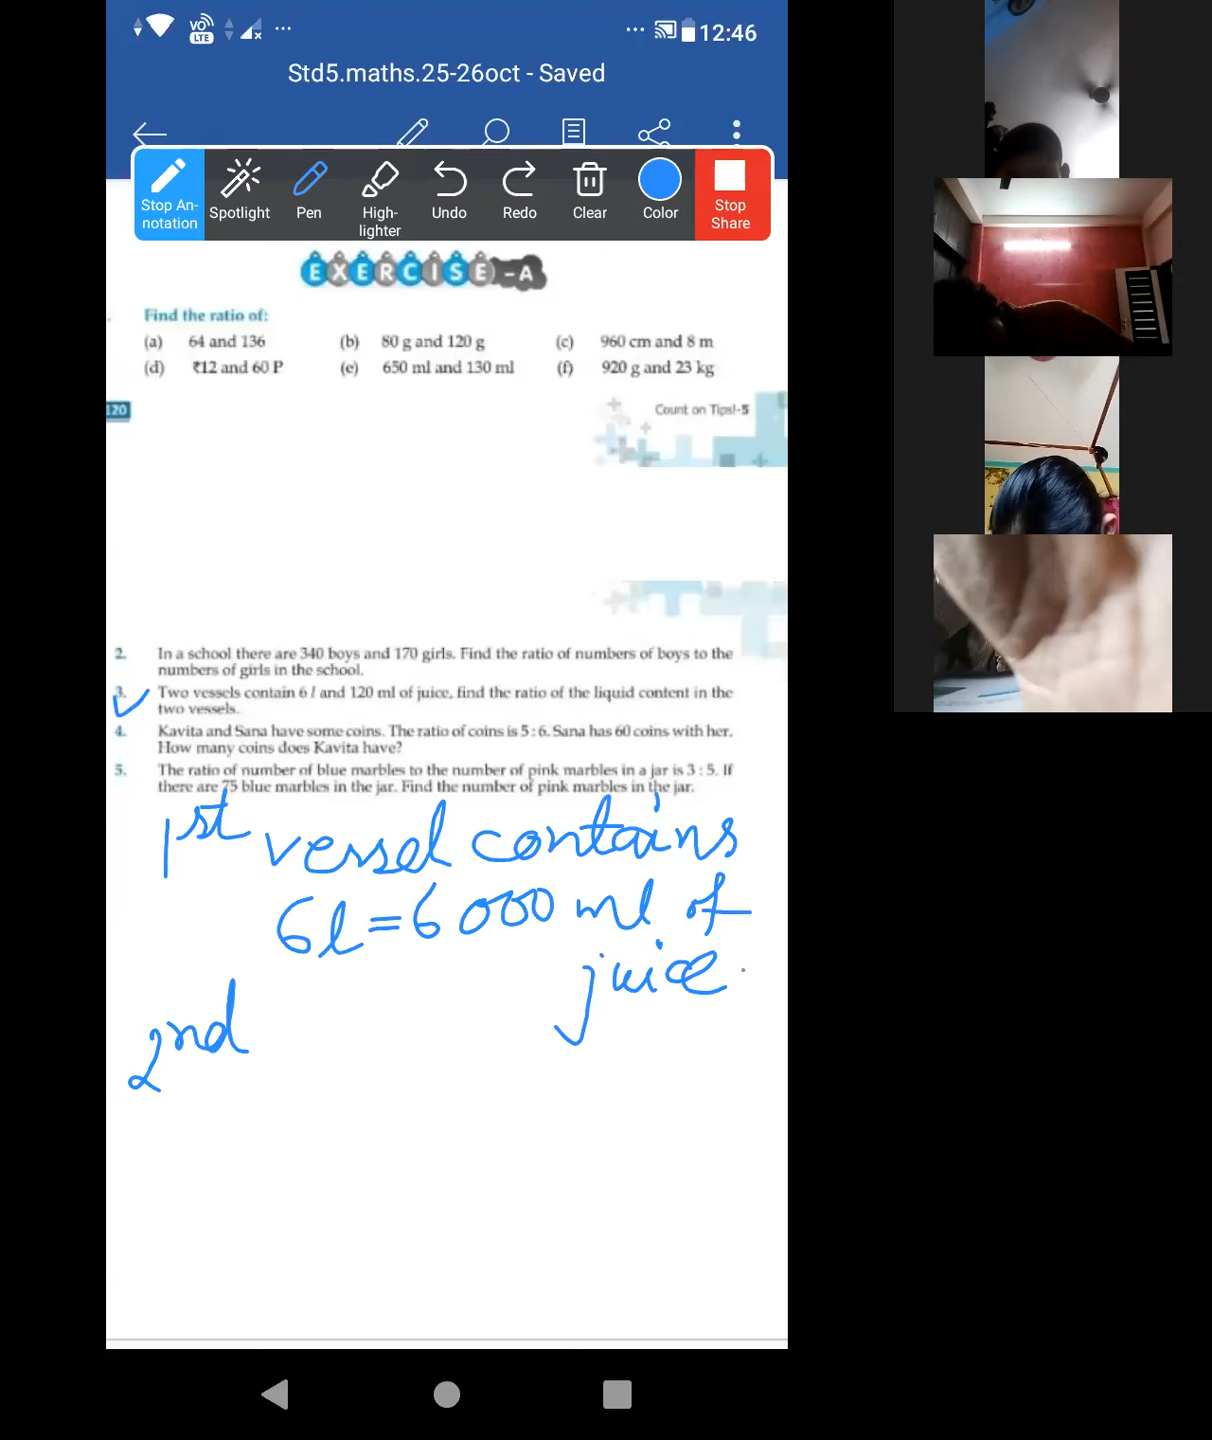 VO LTE ... ... 12:46
Std5.maths.25-26oct - Saved
Stop An-
notation
Spotlight
Pen
High-
lighter
Undo
Redo
Clear
Color
Stop
Share
EXERCISE-A
Find the ratio of:
(a) 64 and 136 (b) 80 g and 120 g (c) 960 cm and 8 m
(d) ₹12 and 60 P (e) 650 ml and 130 ml (f) 920 g and 23 kg
120
Count on Tips!-5
2. In a school there are 340 boys and 170 girls. Find the ratio of numbers of boys to the
numbers of girls in the school.
3. Two vessels contain 6 l and 120 ml of juice, find the ratio of the liquid content in the
two vessels.
4. Kavita and Sana have some coins. The ratio of coins is 5 : 6. Sana has 60 coins with her.
How many coins does Kavita have?
5. The ratio of number of blue marbles to the number of pink marbles in a jar is 3 : 5. If
there are 75 blue marbles in the jar. Find the number of pink marbles in the jar.
1st vessel contains
6l = 6000 ml of
juice.
2nd